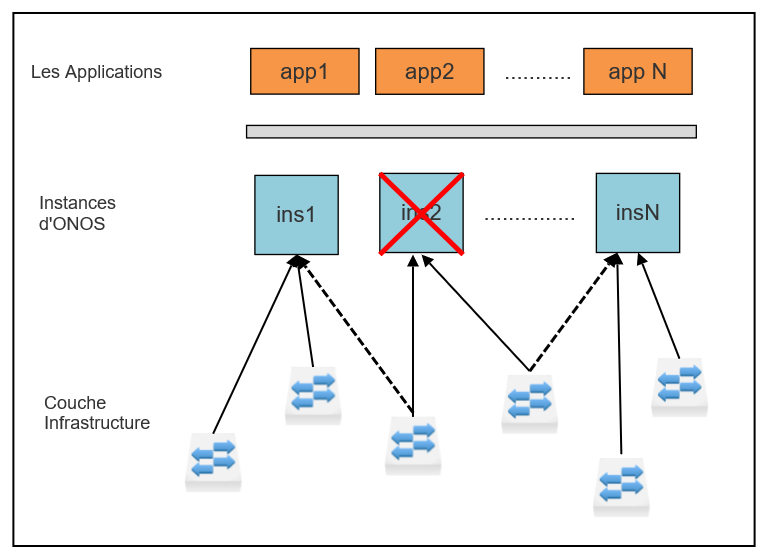 Les Applications
app1
app2
............
app N
Instances
d'ONOS
ins1
ins2
................
insN
Couche
Infrastructure